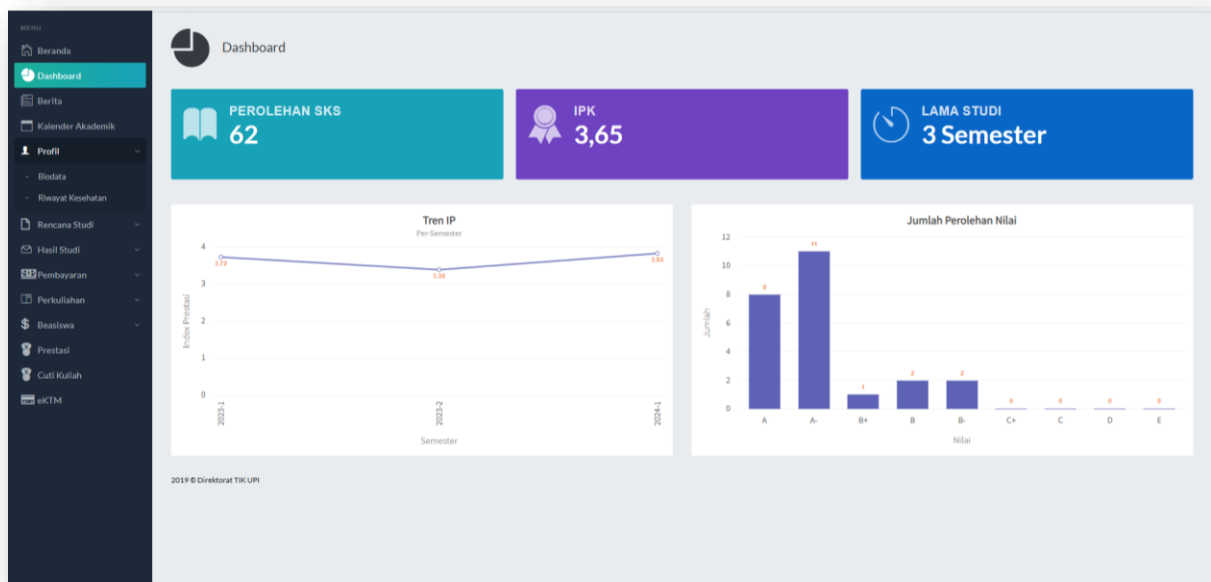 MENU
Beranda
Dashboard
Berita
Kalender Akademik
Profil
- Biodata
- Riwayat Kesehatan
Rencana Studi
Hasil Studi
Pembayaran
Perkuliahan
Beasiswa
Prestasi
Cuti Kuliah
eKTM
Dashboard
PEROLEHAN SKS
62
IPK
3,65
LAMA STUDI
3 Semester
Tren IP
Per-Semester
Index Prestasi
4
3
2
1
0
3.72
3.38
3.82
2023-1
2023-2
2024-1
Semester
Jumlah Perolehan Nilai
Jumlah
12
10
8
6
4
2
0
8
11
1
2
2
0
0
0
0
A
A-
B+
B
B-
C+
C
D
E
Nilai
2019 © Direktorat TIK UPI